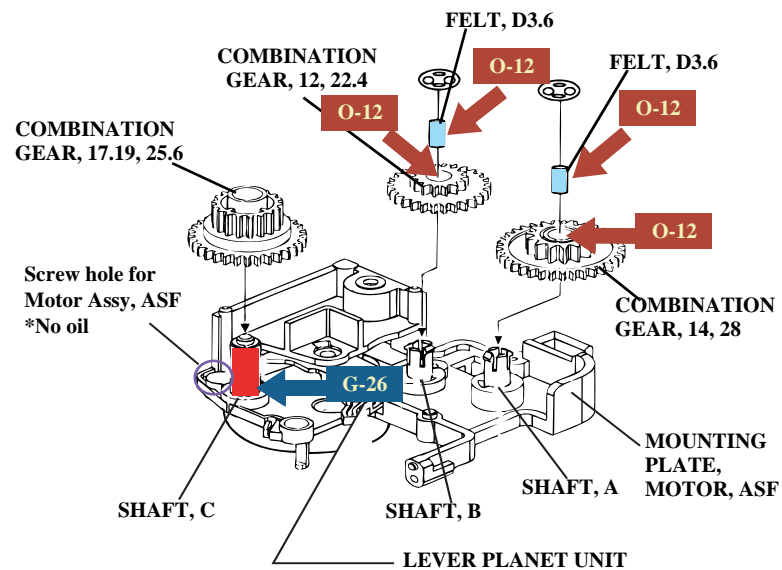 FELT, D3.6
COMBINATION
GEAR, 12, 22.4
O-12
FELT, D3.6
O-12
O-12
COMBINATION
GEAR, 17.19, 25.6
O-12
Screw hole for
Motor Assy, ASF
*No oil
COMBINATION
GEAR, 14, 28
G-26
MOUNTING
PLATE,
MOTOR, ASF
SHAFT, A
SHAFT, C
SHAFT, B
LEVER PLANET UNIT